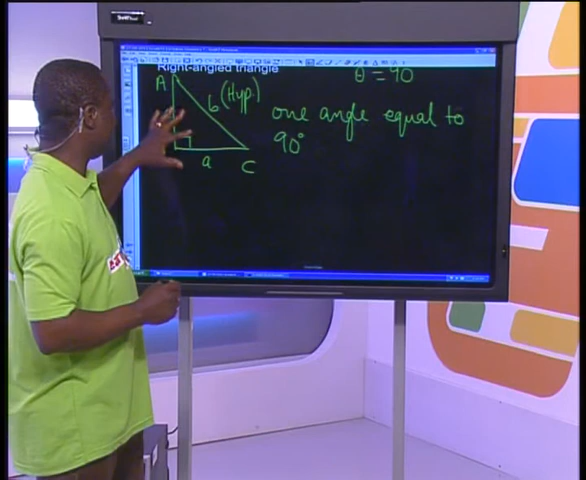 Right-angled triangle
θ = 90
A
b (Hyp.)
one angle equal to
90°
a
C